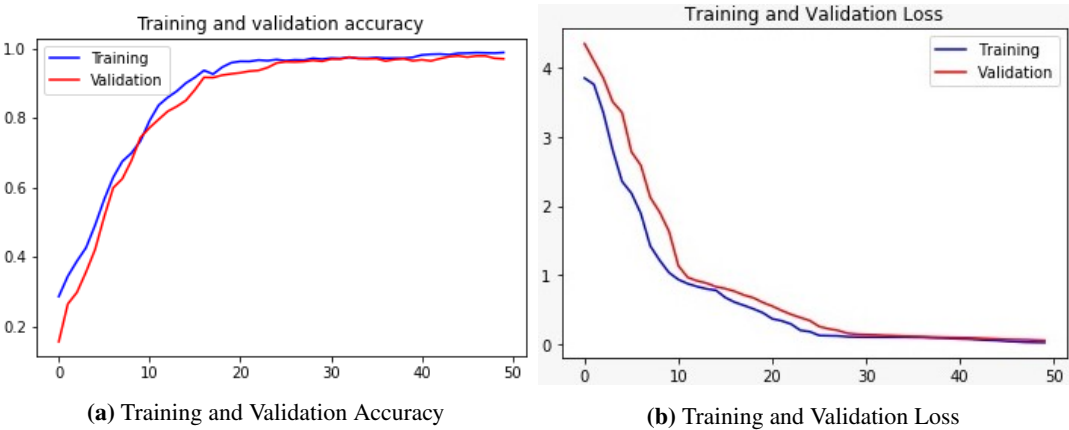 Training and validation accuracy
1.0
0.8
0.6
0.4
0.2
Training
Validation
0 10 20 30 40 50
(a) Training and Validation Accuracy
Training and Validation Loss
4
3
2
1
0
Training
Validation
0 10 20 30 40 50
(b) Training and Validation Loss